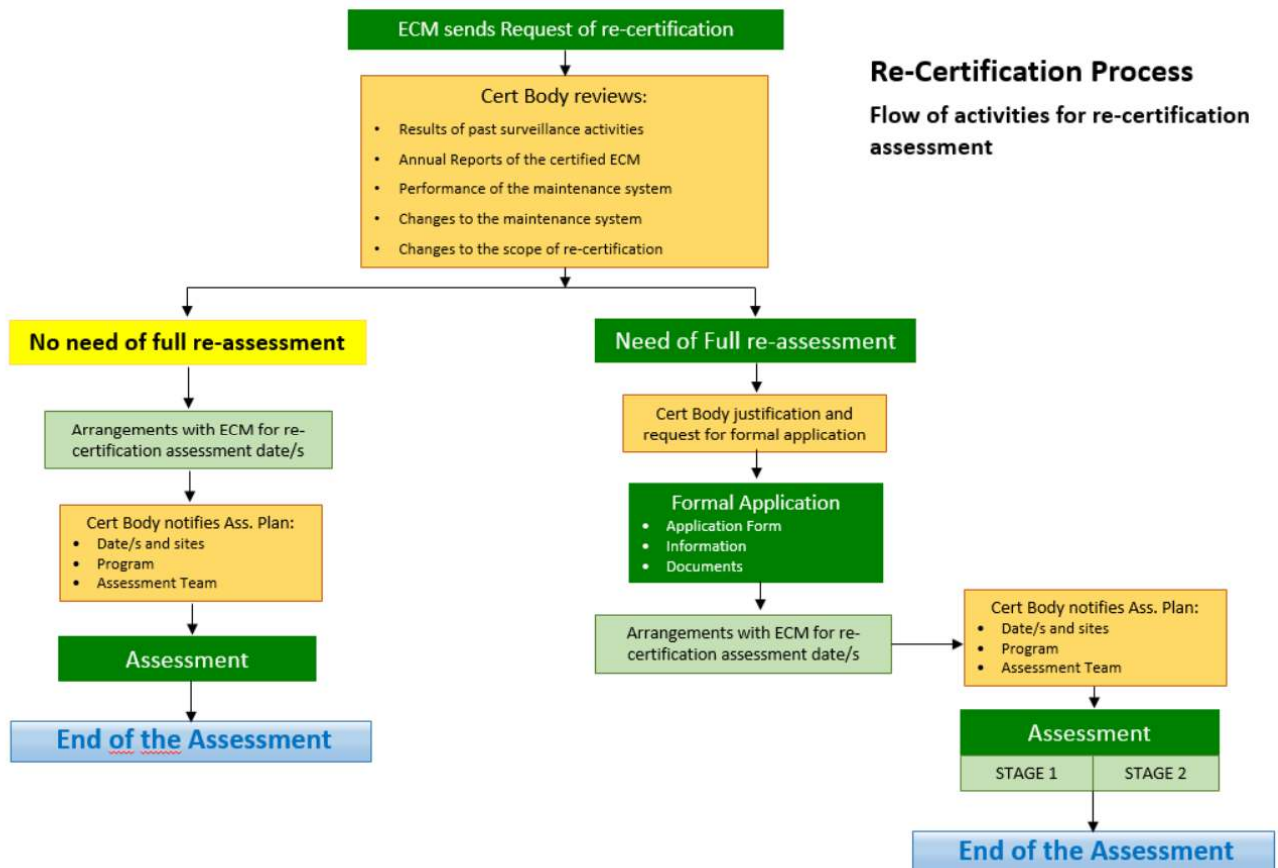 ECM sends Request of re-certification
Re-Certification Process
Flow of activities for re-certification
assessment
Cert Body reviews:
• Results of past surveillance activities
• Annual Reports of the certified ECM
• Performance of the maintenance system
• Changes to the maintenance system
• Changes to the scope of re-certification
No need of full re-assessment
Arrangements with ECM for re-
certification assessment date/s
Cert Body notifies Ass. Plan:
• Date/s and sites
• Program
• Assessment Team
Assessment
End of the Assessment
Need of Full re-assessment
Cert Body justification and
request for formal application
Formal Application
• Application Form
• Information
• Documents
Arrangements with ECM for re-
certification assessment date/s
Cert Body notifies Ass. Plan:
• Date/s and sites
• Program
• Assessment Team
Assessment
STAGE 1
STAGE 2
End of the Assessment